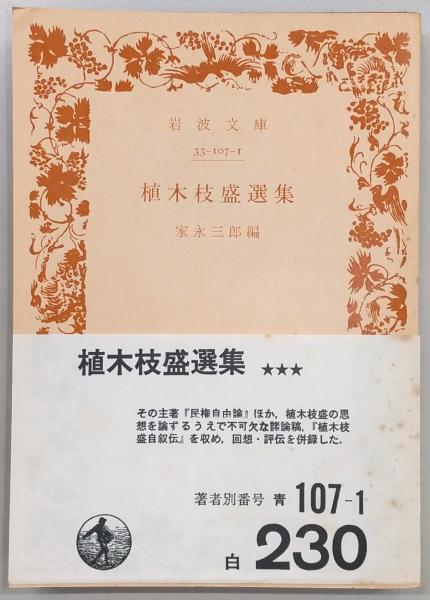 岩波文庫
33-107-1
植木枝盛選集
家永三郎編
植木枝盛選集 ★★★
その主著『民権自由論』ほか，植木枝盛の思
想を論ずるうえで不可欠な諸論稿，『植木枝
盛自叙伝』を収め，回想・評伝を併録した．
著者別番号 青 107-1
白 230